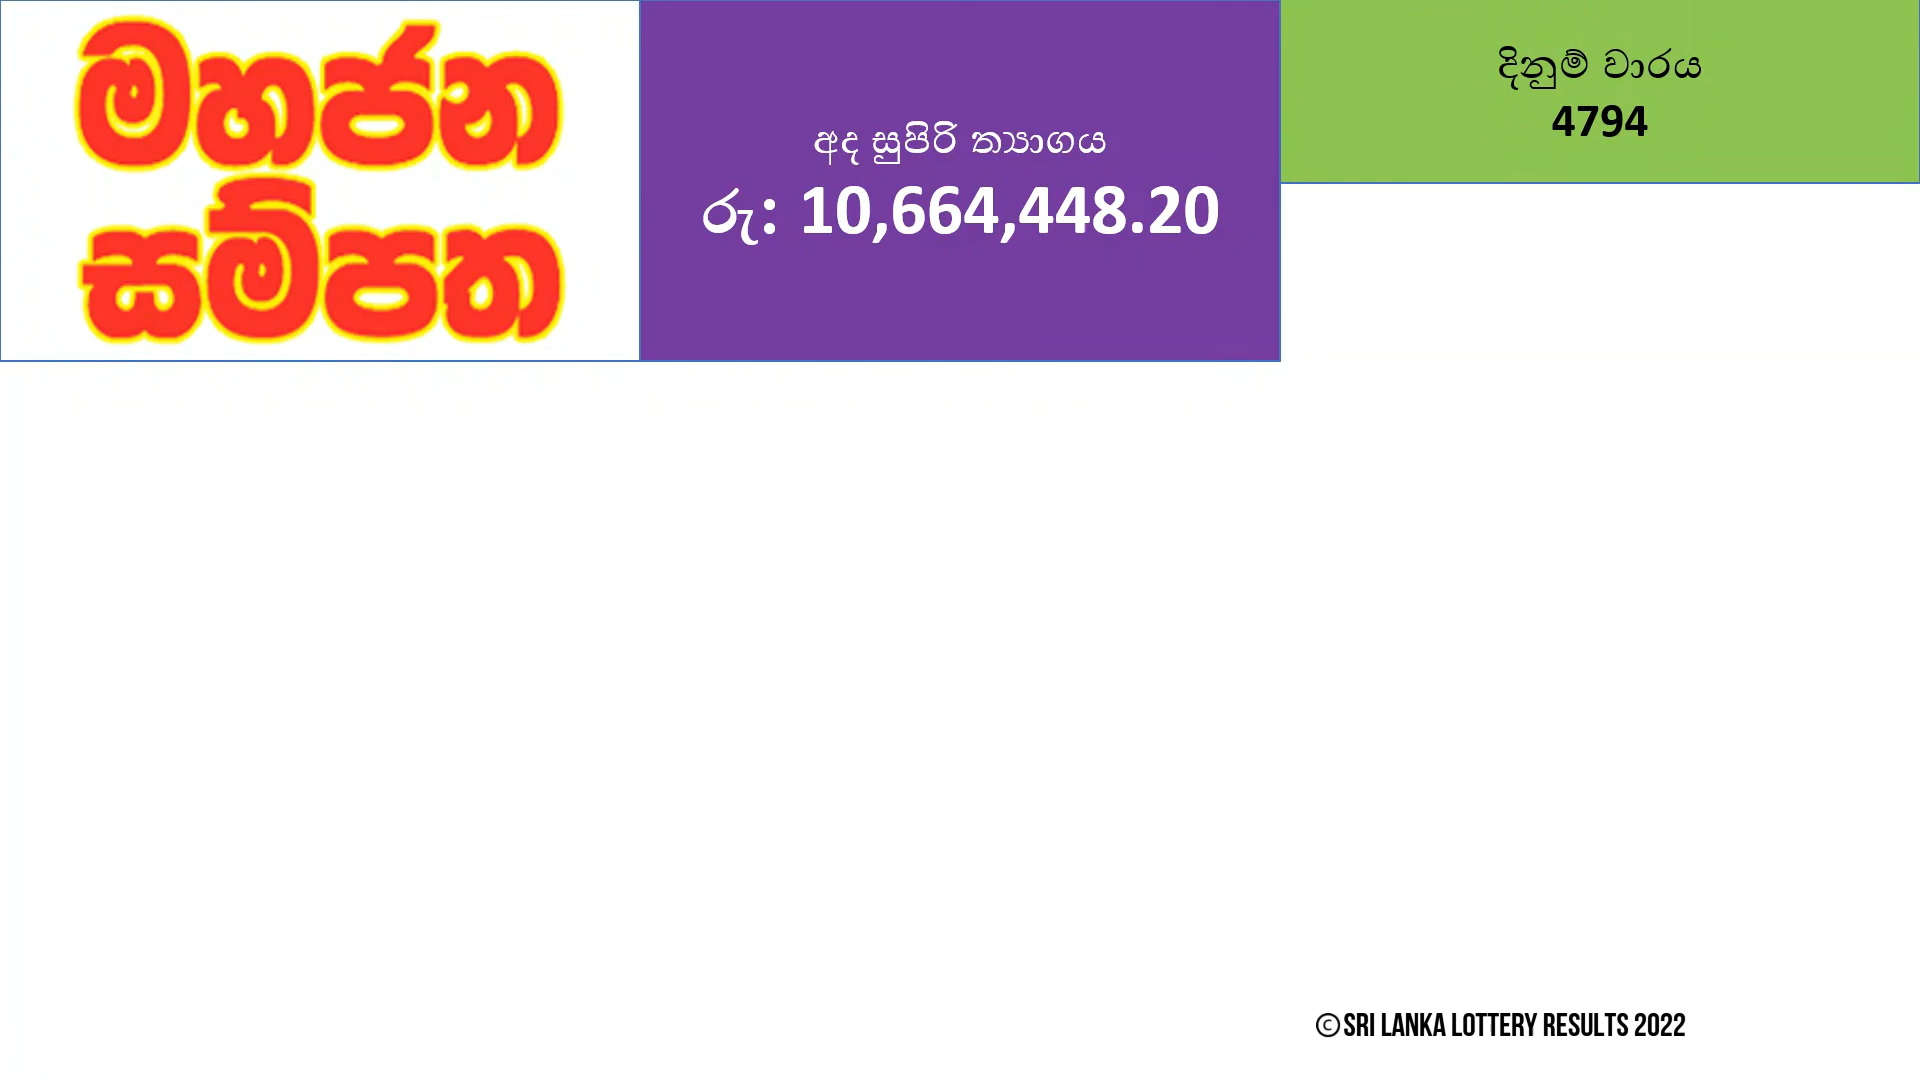 මහජන
සම්පත
අද සුපිරි ත්‍යාගය
රු: 10,664,448.20
දිනුම් වාරය
4794
©SRI LANKA LOTTERY RESULTS 2022